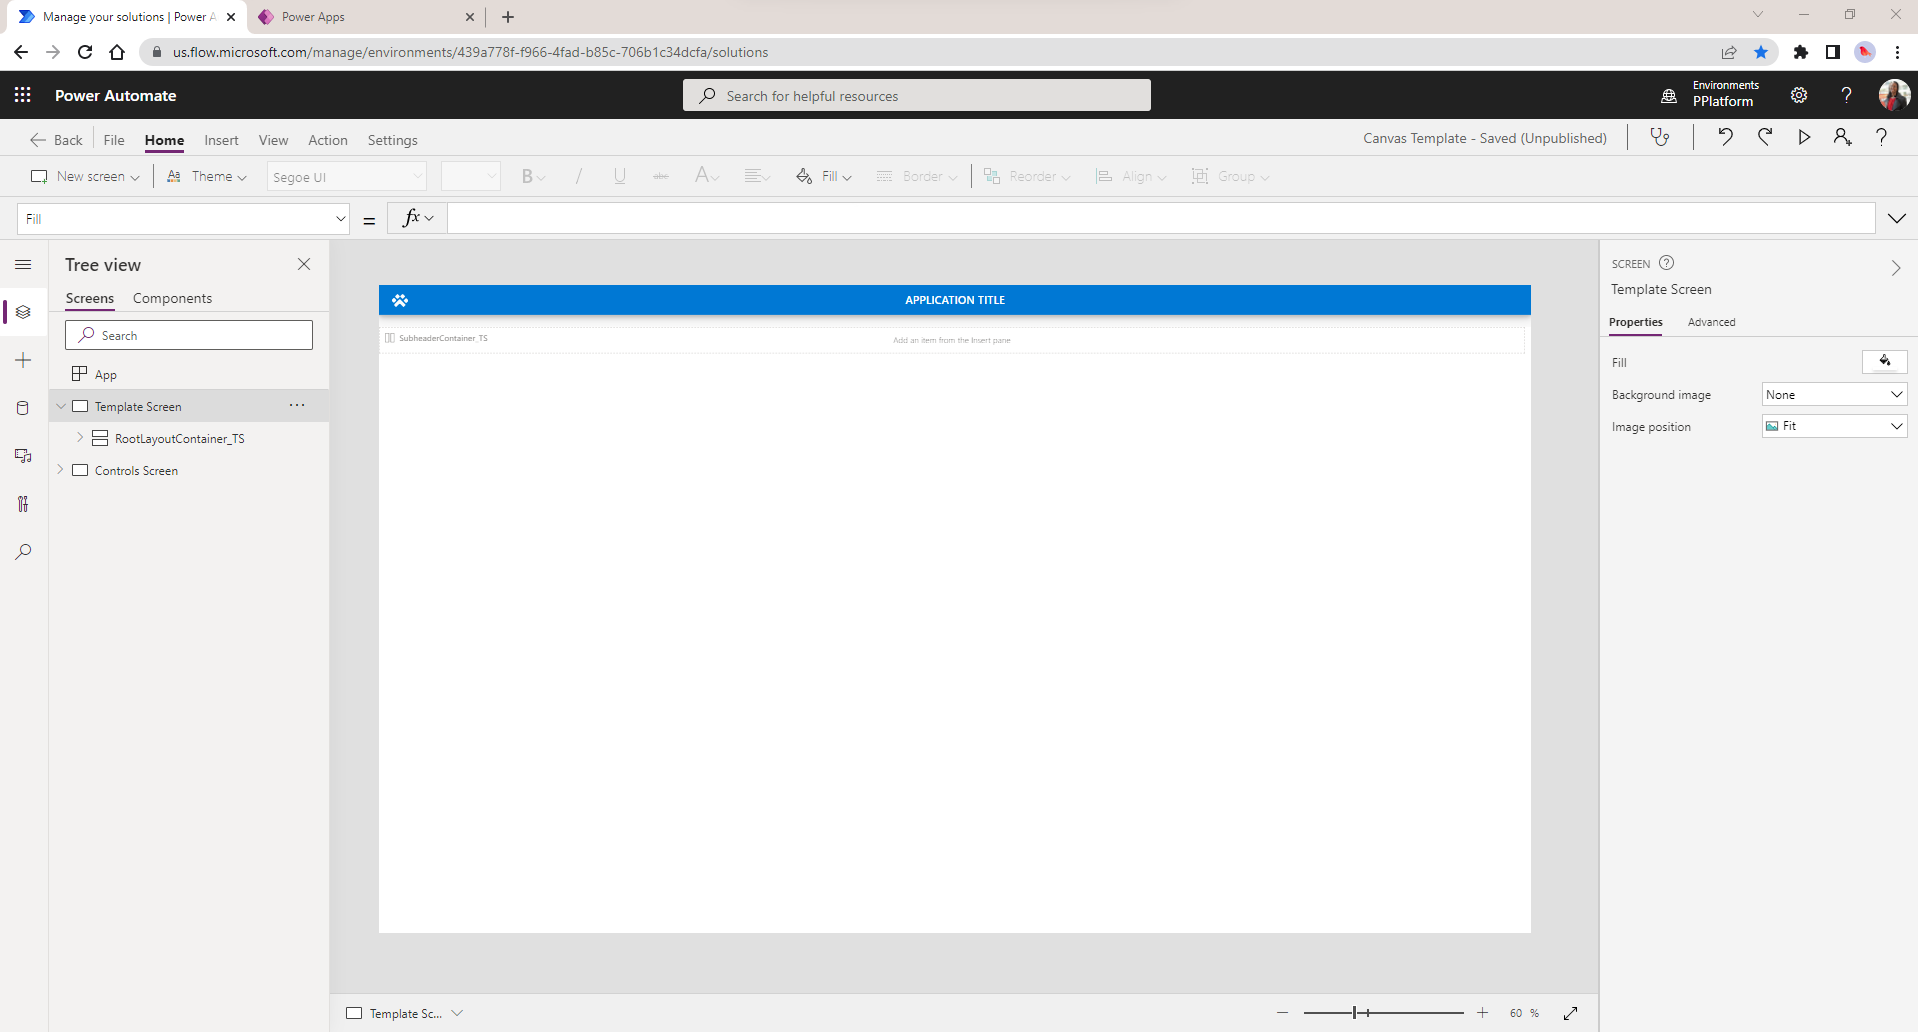 Manage your solutions | Power A
Power Apps
us.flow.microsoft.com/manage/environments/439a778f-f966-4fad-b85c-706b1c34dcfa/solutions
Power Automate
Search for helpful resources
Environments
PPlatform
Back File Home Insert View Action Settings
Canvas Template - Saved (Unpublished)
New screen Theme Segoe UI B / U abc A Fill Border Reorder Align Group
Fill = fx
Tree view
Screens Components
Search
App
Template Screen
RootLayoutContainer_TS
Controls Screen
APPLICATION TITLE
SubheaderContainer_TS
Add an item from the Insert pane
SCREEN
Template Screen
Properties Advanced
Fill
Background image None
Image position Fit
Template Sc...
60 %